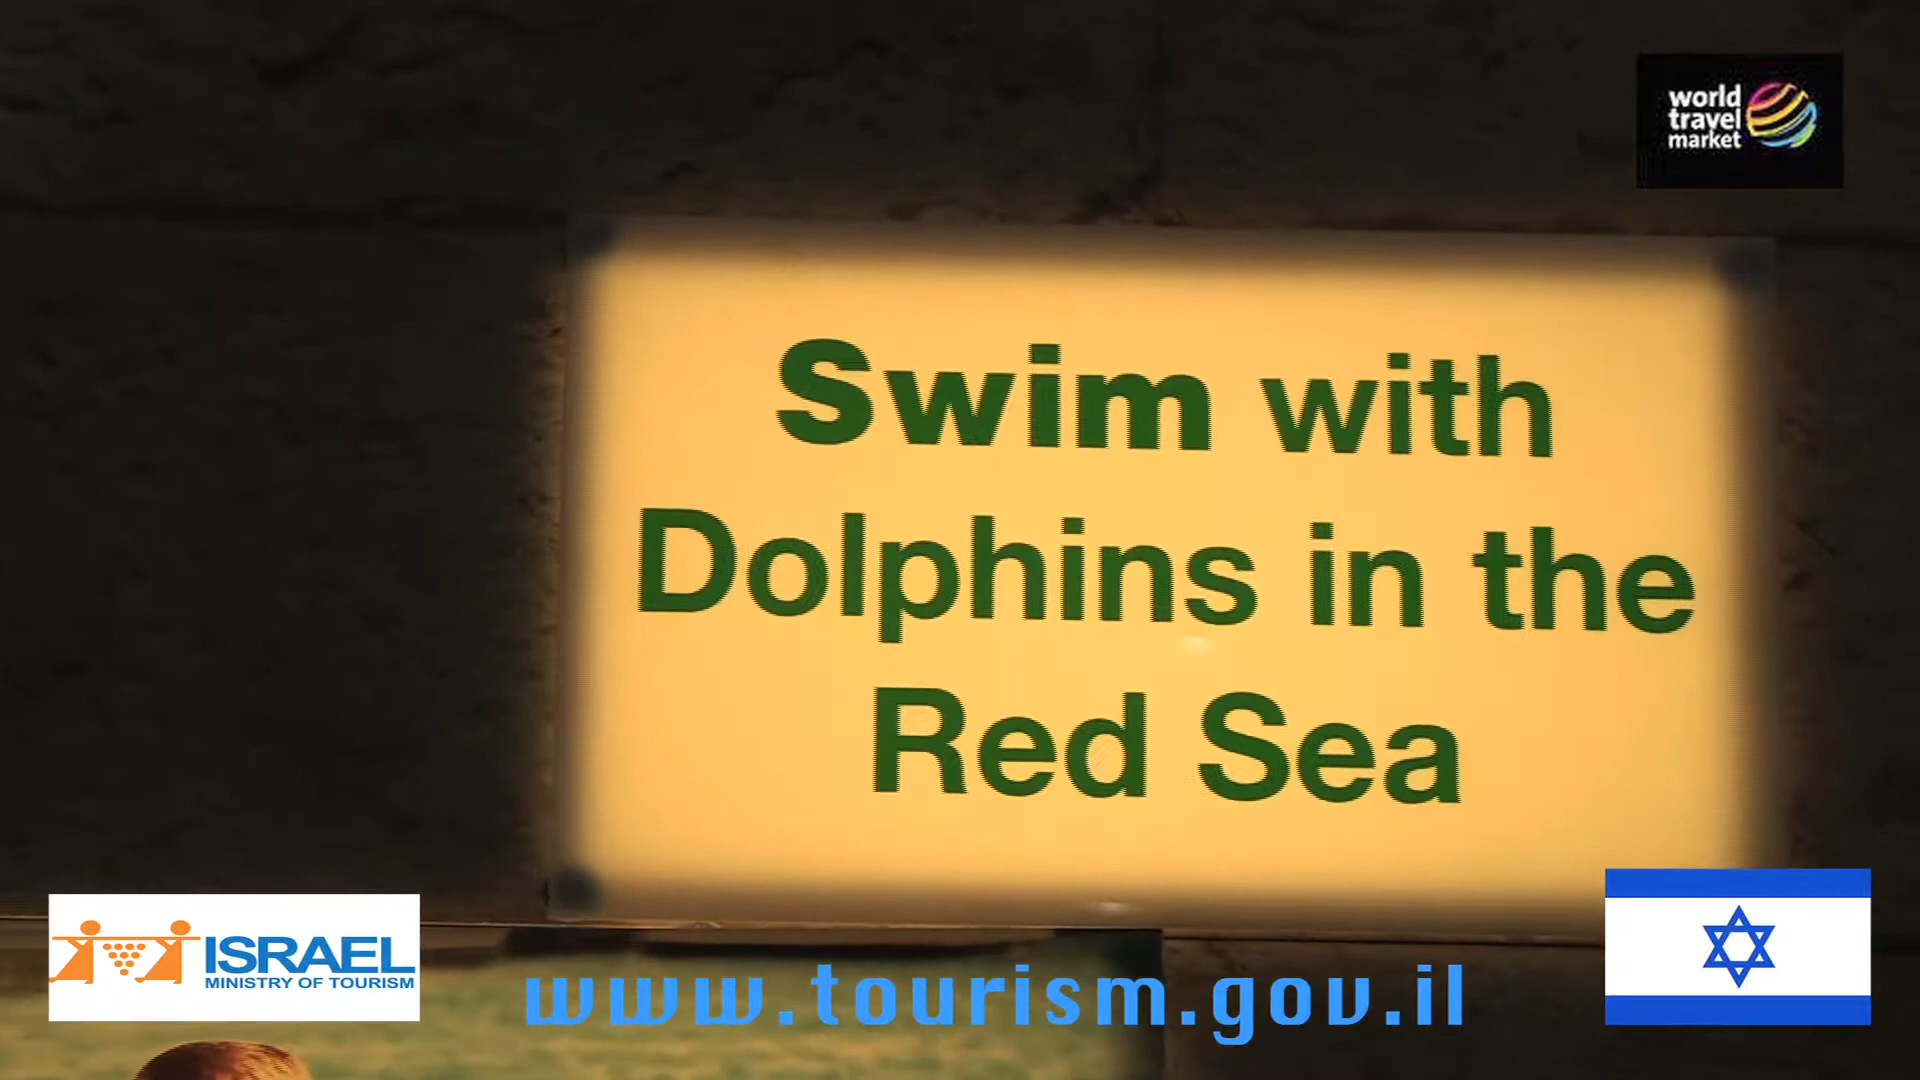 world
travel
market
Swim with
Dolphins in the
Red Sea
ISRAEL
MINISTRY OF TOURISM
www.tourism.gov.il